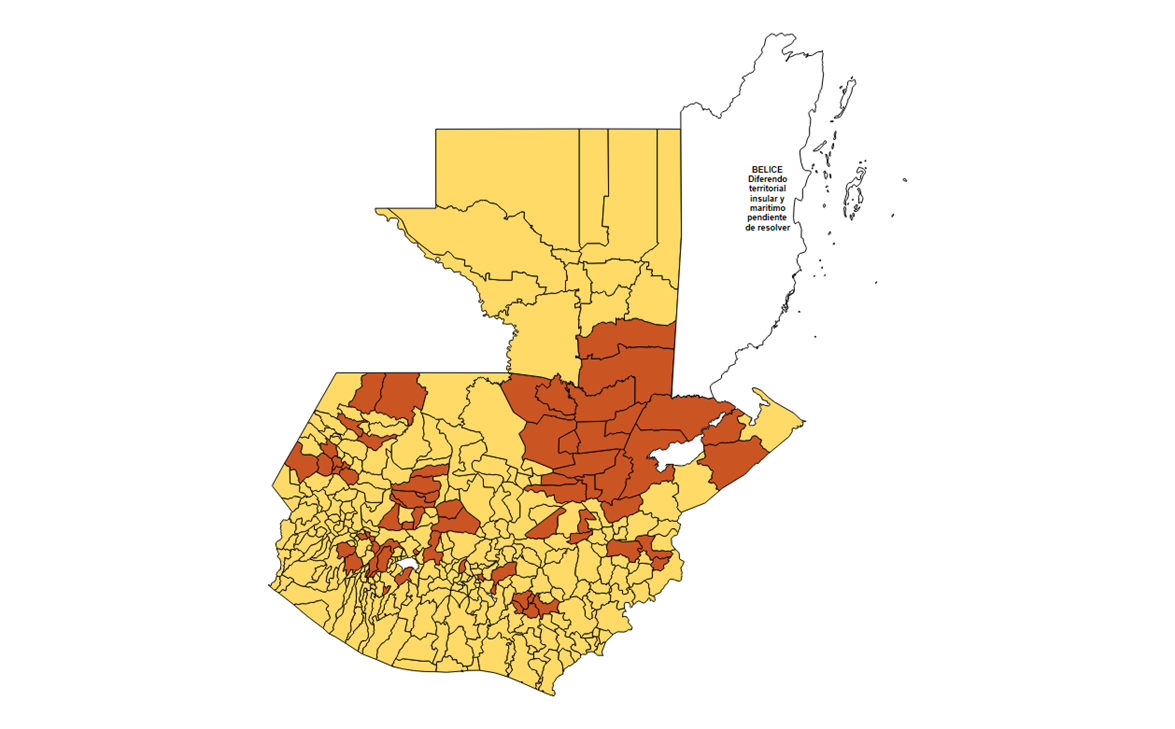 BELICE
Diferendo
territorial
insular y
marítimo
pendiente
de resolver